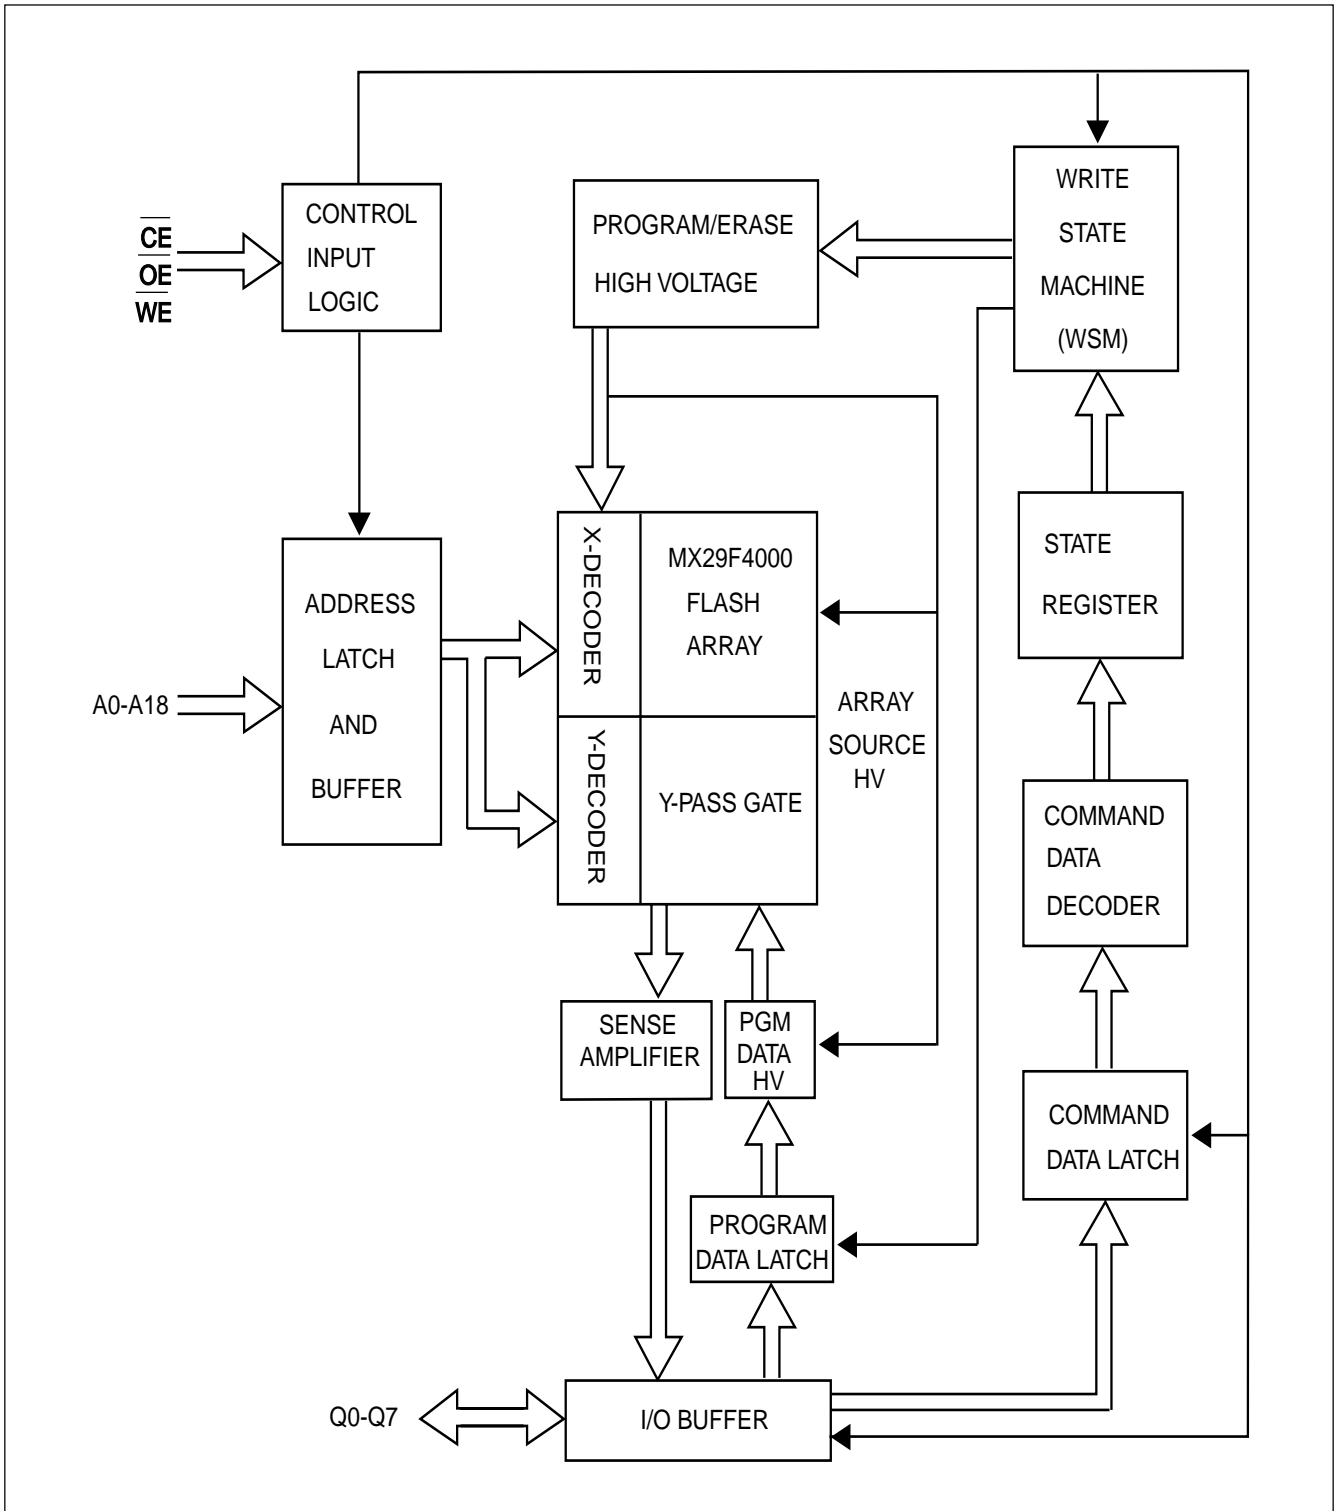 CE
OE
WE
CONTROL
INPUT
LOGIC
PROGRAM/ERASE
HIGH VOLTAGE
WRITE
STATE
MACHINE
(WSM)
STATE
REGISTER
A0-A18
ADDRESS
LATCH
AND
BUFFER
X-DECODER
MX29F4000
FLASH
ARRAY
Y-DECODER
Y-PASS GATE
ARRAY
SOURCE
HV
COMMAND
DATA
DECODER
SENSE
AMPLIFIER
PGM
DATA
HV
COMMAND
DATA LATCH
PROGRAM
DATA LATCH
Q0-Q7
I/O BUFFER